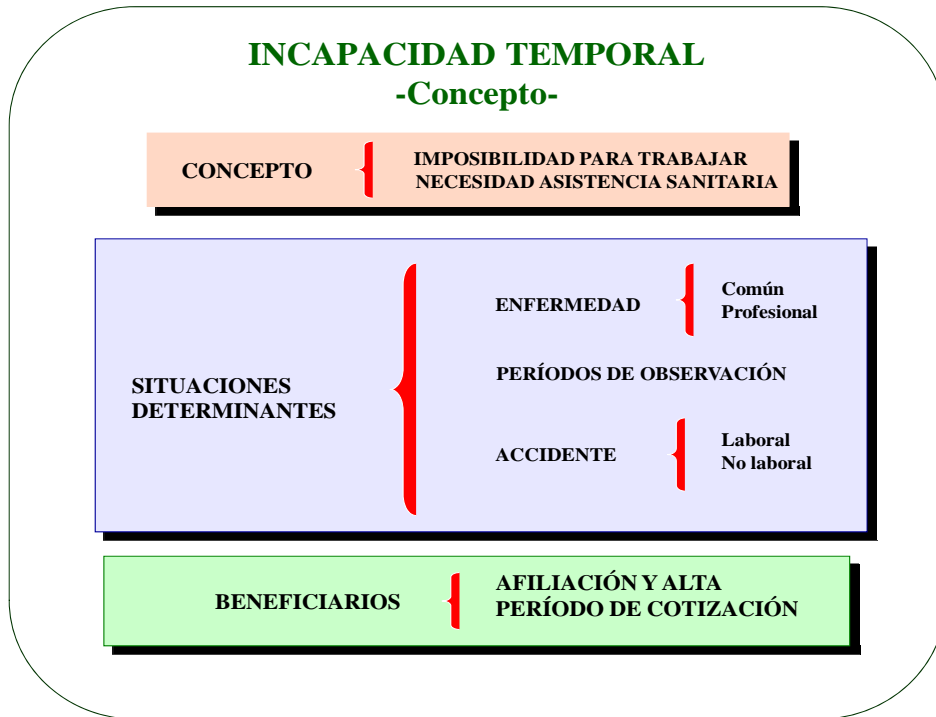 INCAPACIDAD TEMPORAL
-Concepto-
CONCEPTO
IMPOSIBILIDAD PARA TRABAJAR
NECESIDAD ASISTENCIA SANITARIA
SITUACIONES
DETERMINANTES
ENFERMEDAD
Común
Profesional
PERÍODOS DE OBSERVACIÓN
ACCIDENTE
Laboral
No laboral
BENEFICIARIOS
AFILIACIÓN Y ALTA
PERÍODO DE COTIZACIÓN